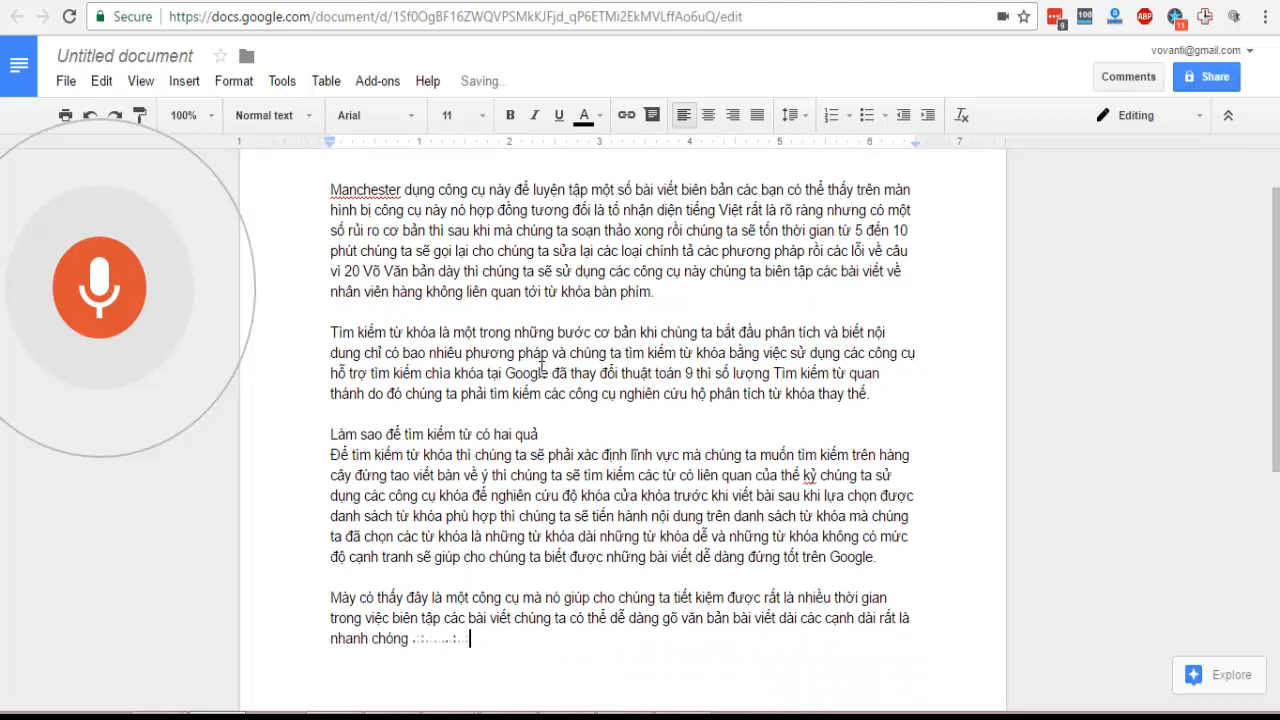 Secure https://docs.google.com/document/d/1Sf0OgBF16ZWQVPSMkKJFjd_qP6ETMi2EkMVLffAo6uQ/edit
9 100 ABP 11
Untitled document
vovanti@gmail.com
File Edit View Insert Format Tools Table Add-ons Help Saving...
Comments Share
100% Normal text Arial 11 B I U A Editing
1 1 2 3 4 5 6 7
Manchester dụng công cụ này để luyện tập một số bài viết biên bản các bạn có thể thấy trên màn
hình bị công cụ này nó hợp đồng tương đối là tố nhận diện tiếng Việt rất là rõ ràng nhưng có một
số rủi ro cơ bản thì sau khi mà chúng ta soạn thảo xong rồi chúng ta sẽ tốn thời gian từ 5 đến 10
phút chúng ta sẽ gọi lại cho chúng ta sửa lại các loại chính tả các phương pháp rồi các lỗi về câu
vì 20 Võ Văn bản dày thì chúng ta sẽ sử dụng các công cụ này chúng ta biên tập các bài viết về
nhân viên hàng không liên quan tới từ khóa bàn phím.
Tìm kiếm từ khóa là một trong những bước cơ bản khi chúng ta bắt đầu phân tích và biết nội
dung chỉ có bao nhiêu phương pháp và chúng ta tìm kiếm từ khóa bằng việc sử dụng các công cụ
hỗ trợ tìm kiếm chìa khóa tại Google đã thay đổi thuật toán 9 thì số lượng Tìm kiếm từ quan
thánh do đó chúng ta phải tìm kiếm các công cụ nghiên cứu hộ phân tích từ khóa thay thế.
Làm sao để tìm kiếm từ có hai quả
Để tìm kiếm từ khóa thì chúng ta sẽ phải xác định lĩnh vực mà chúng ta muốn tìm kiếm trên hàng
cây đứng tao viết bàn về ý thì chúng ta sẽ tìm kiếm các từ có liên quan của thế kỷ chúng ta sử
dụng các công cụ khóa để nghiên cứu độ khóa cửa khóa trước khi viết bài sau khi lựa chọn được
danh sách từ khóa phù hợp thì chúng ta sẽ tiến hành nội dung trên danh sách từ khóa mà chúng
ta đã chọn các từ khóa là những từ khóa dài những từ khóa dễ và những từ khóa không có mức
độ cạnh tranh sẽ giúp cho chúng ta biết được những bài viết dễ dàng đứng tốt trên Google.
Mày có thấy đây là một công cụ mà nó giúp cho chúng ta tiết kiệm được rất là nhiều thời gian
trong việc biên tập các bài viết chúng ta có thể dễ dàng gõ văn bản bài viết dài các cạnh dài rất là
nhanh chóng
Explore